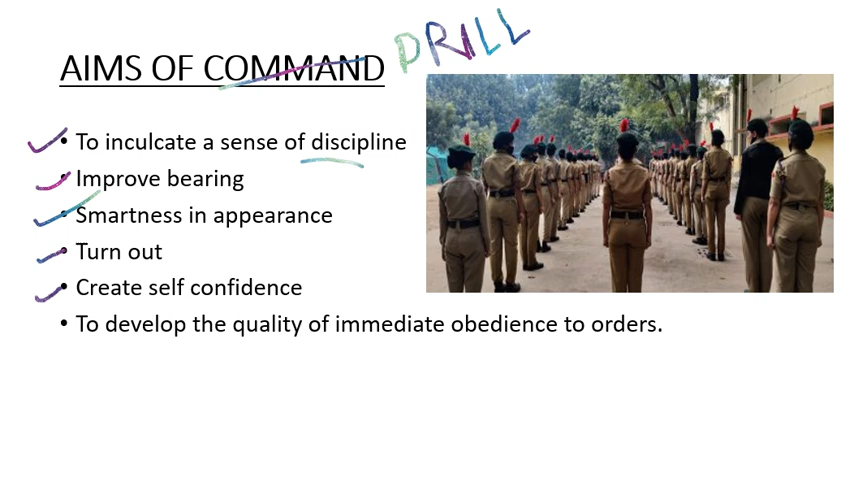 AIMS OF COMMAND DRILL
• To inculcate a sense of discipline
• Improve bearing
• Smartness in appearance
• Turn out
• Create self confidence
• To develop the quality of immediate obedience to orders.